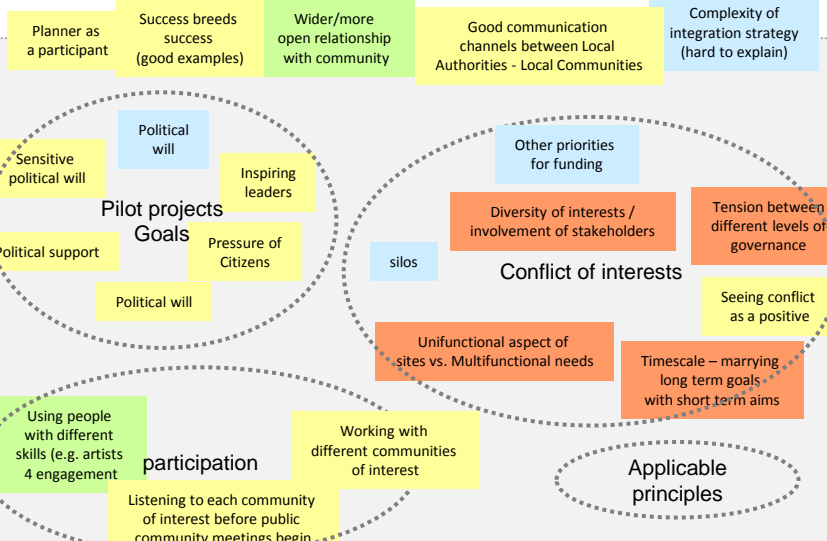 Planner as
a participant
Success breeds
success
(good examples)
Wider/more
open relationship
with community
Good communication
channels between Local
Authorities - Local Communities
Complexity of
integration strategy
(hard to explain)
Political
will
Sensitive
political will
Inspiring
leaders
Pilot projects
Goals
Pressure of
Citizens
Political support
Political will
Other priorities
for funding
Diversity of interests /
involvement of stakeholders
Tension between
different levels of
governance
silos
Conflict of interests
Seeing conflict
as a positive
Unifunctional aspect of
sites vs. Multifunctional needs
Timescale – marrying
long term goals
with short term aims
Using people
with different
skills (e.g. artists
4 engagement
participation
Working with
different communities
of interest
Listening to each community
of interest before public
community meetings begin
Applicable
principles